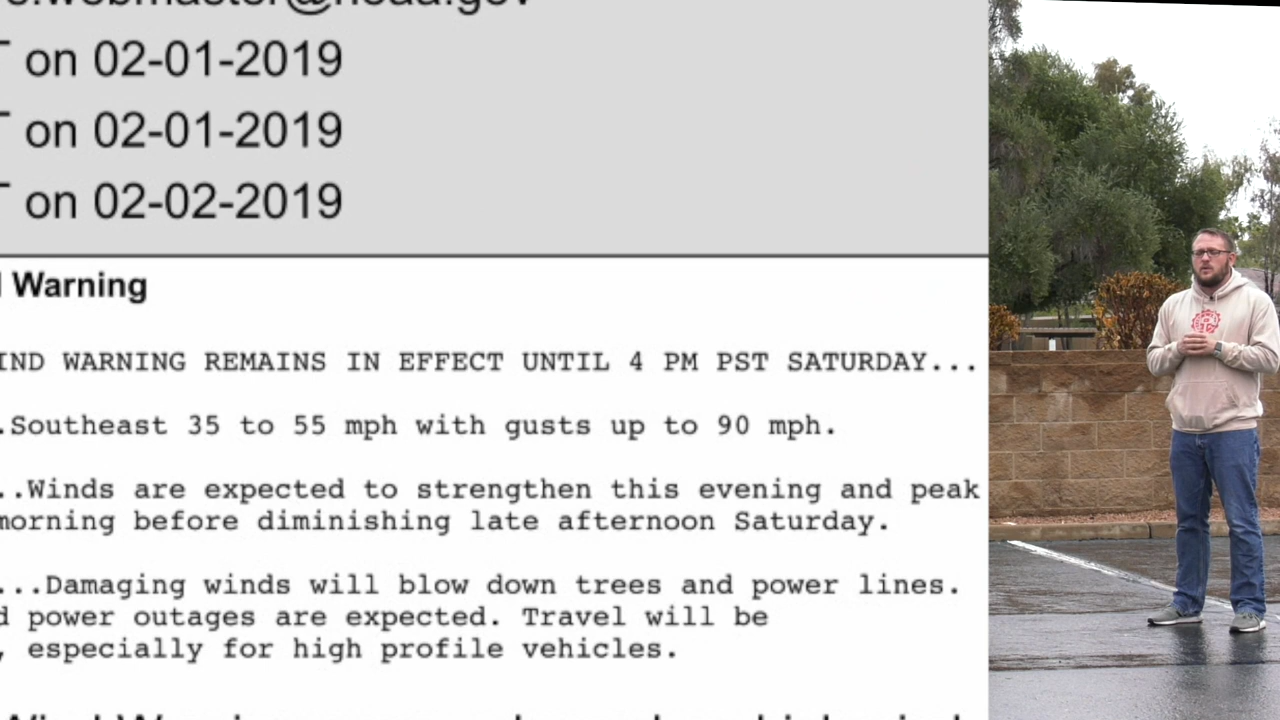 s.webmaster@noaa.gov
T on 02-01-2019
T on 02-01-2019
T on 02-02-2019
Warning
IND WARNING REMAINS IN EFFECT UNTIL 4 PM PST SATURDAY...
.Southeast 35 to 55 mph with gusts up to 90 mph.
..Winds are expected to strengthen this evening and peak
morning before diminishing late afternoon Saturday.
...Damaging winds will blow down trees and power lines.
d power outages are expected. Travel will be
, especially for high profile vehicles.